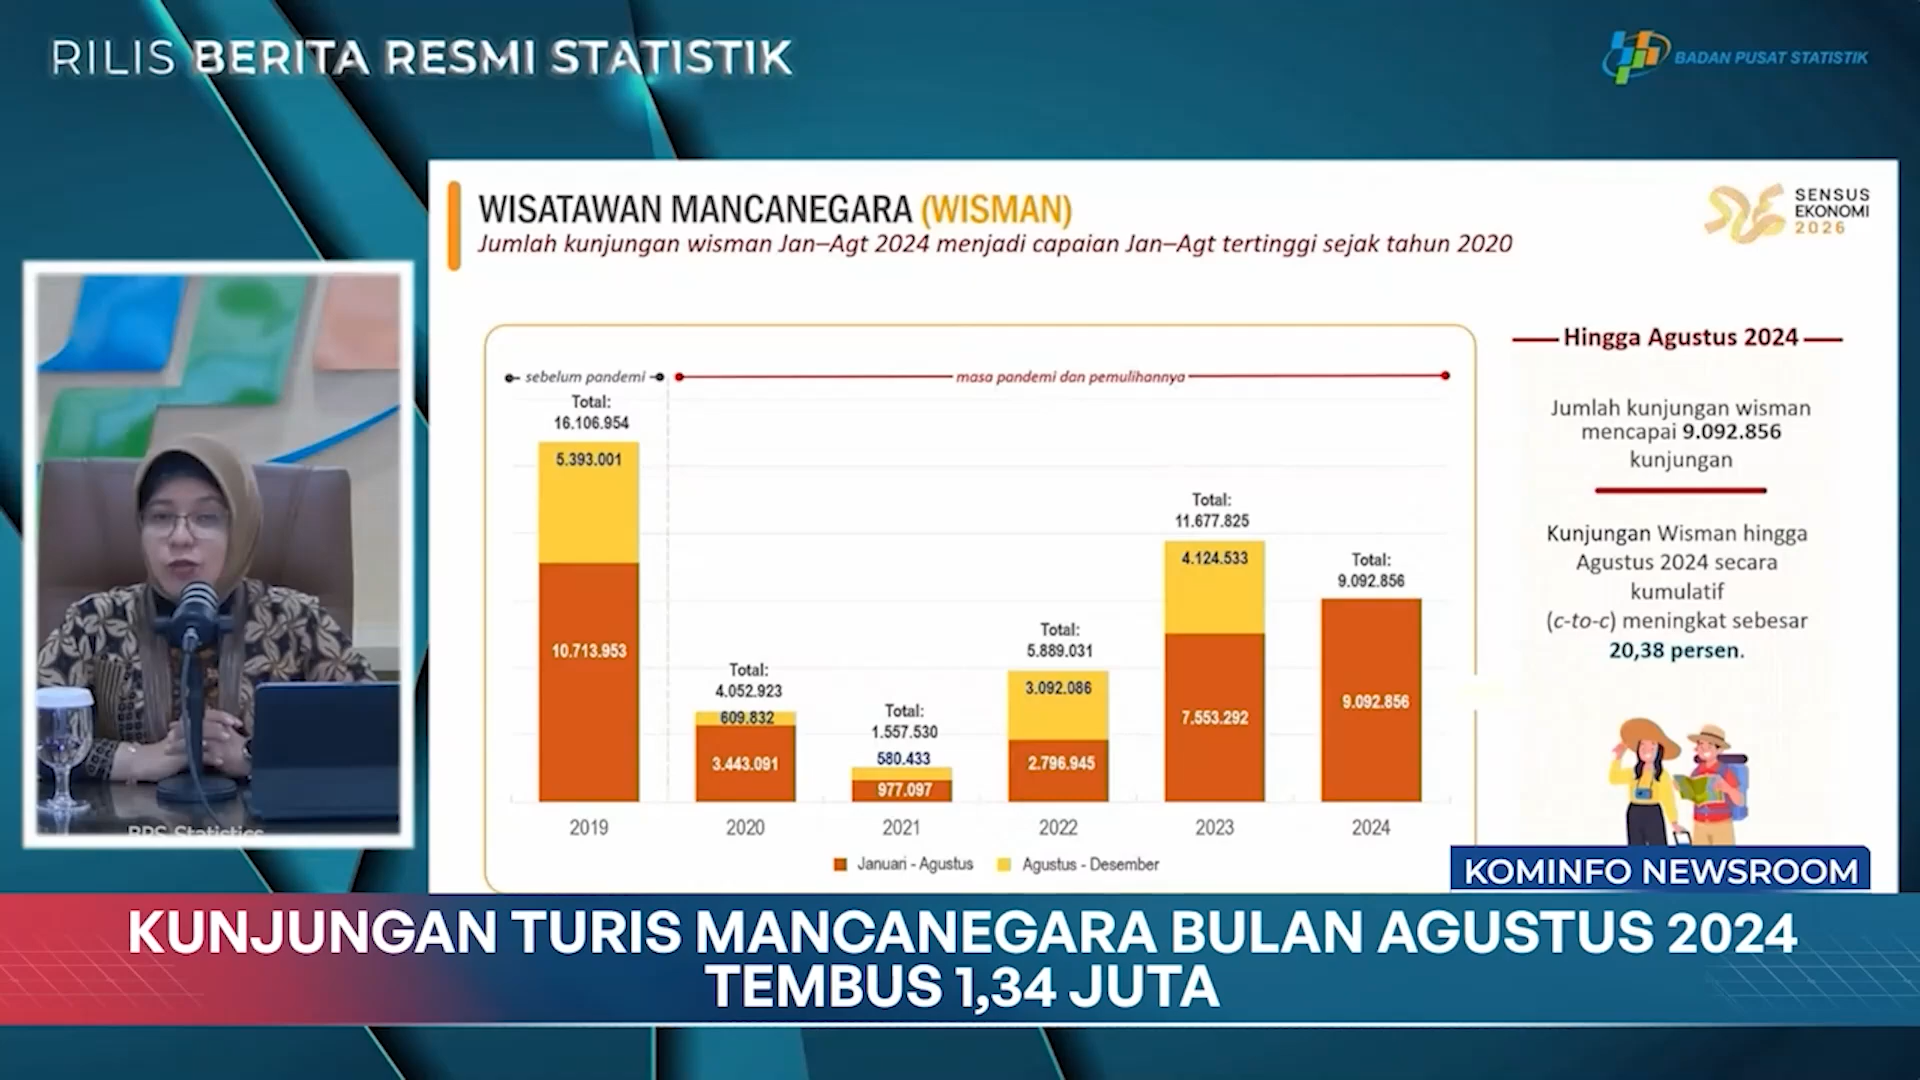 RILIS BERITA RESMI STATISTIK
BADAN PUSAT STATISTIK
WISATAWAN MANCANEGARA (WISMAN)
Jumlah kunjungan wisman Jan–Agt 2024 menjadi capaian Jan–Agt tertinggi sejak tahun 2020
SENSUS
EKONOMI
2026
sebelum pandemi
masa pandemi dan pemulihannya
Total:
16.106.954
5.393.001
10.713.953
Total:
4.052.923
609.832
3.443.091
Total:
1.557.530
580.433
977.097
Total:
5.889.031
3.092.086
2.796.945
Total:
11.677.825
4.124.533
7.553.292
Total:
9.092.856
9.092.856
2019
2020
2021
2022
2023
2024
Januari - Agustus
Agustus - Desember
Hingga Agustus 2024
Jumlah kunjungan wisman
mencapai 9.092.856
kunjungan
Kunjungan Wisman hingga
Agustus 2024 secara
kumulatif
(c-to-c) meningkat sebesar
20,38 persen.
BPS Statistics
KOMINFO NEWSROOM
KUNJUNGAN TURIS MANCANEGARA BULAN AGUSTUS 2024
TEMBUS 1,34 JUTA